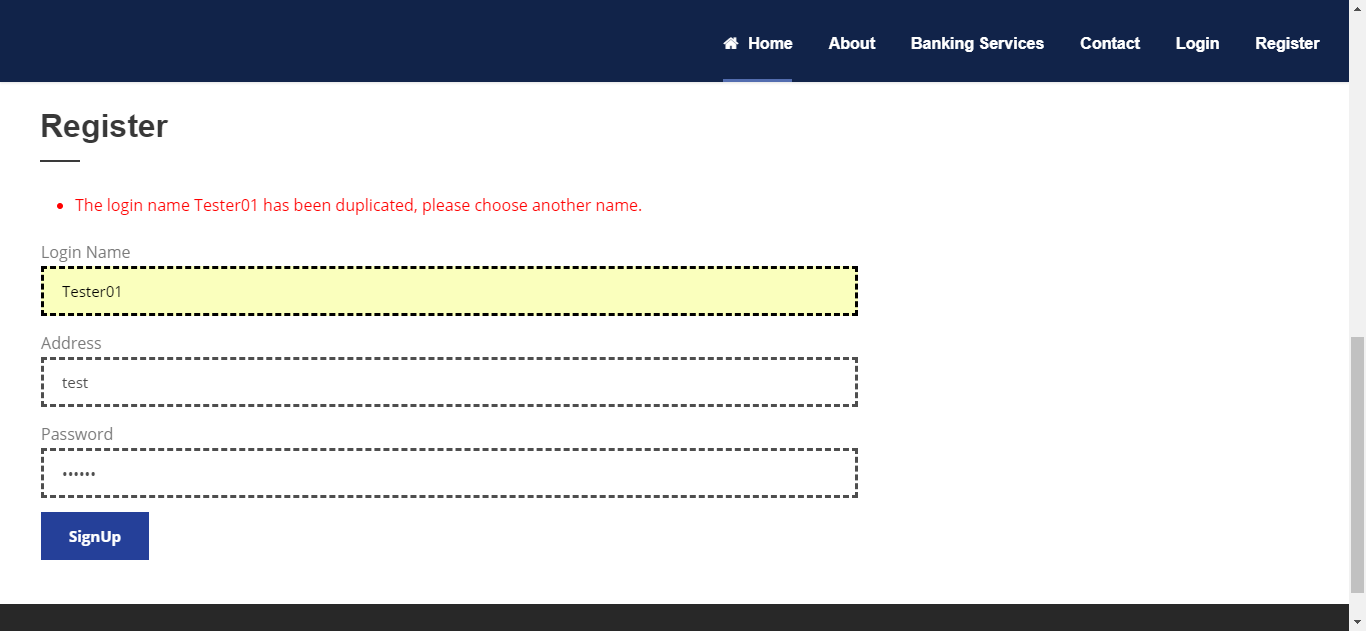 Home About Banking Services Contact Login Register
Register
The login name Tester01 has been duplicated, please choose another name.
Login Name
Tester01
Address
test
Password
••••••
SignUp